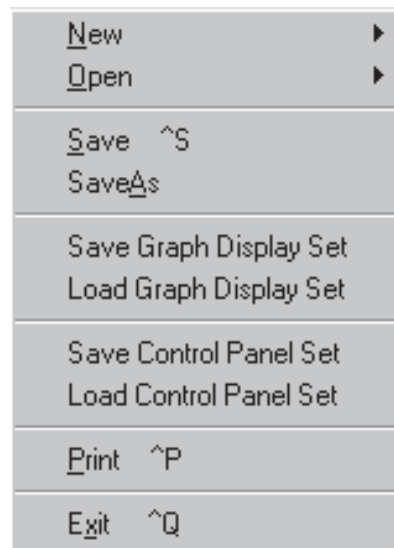 New
Open
Save ^S
SaveAs
Save Graph Display Set
Load Graph Display Set
Save Control Panel Set
Load Control Panel Set
Print ^P
Exit ^Q